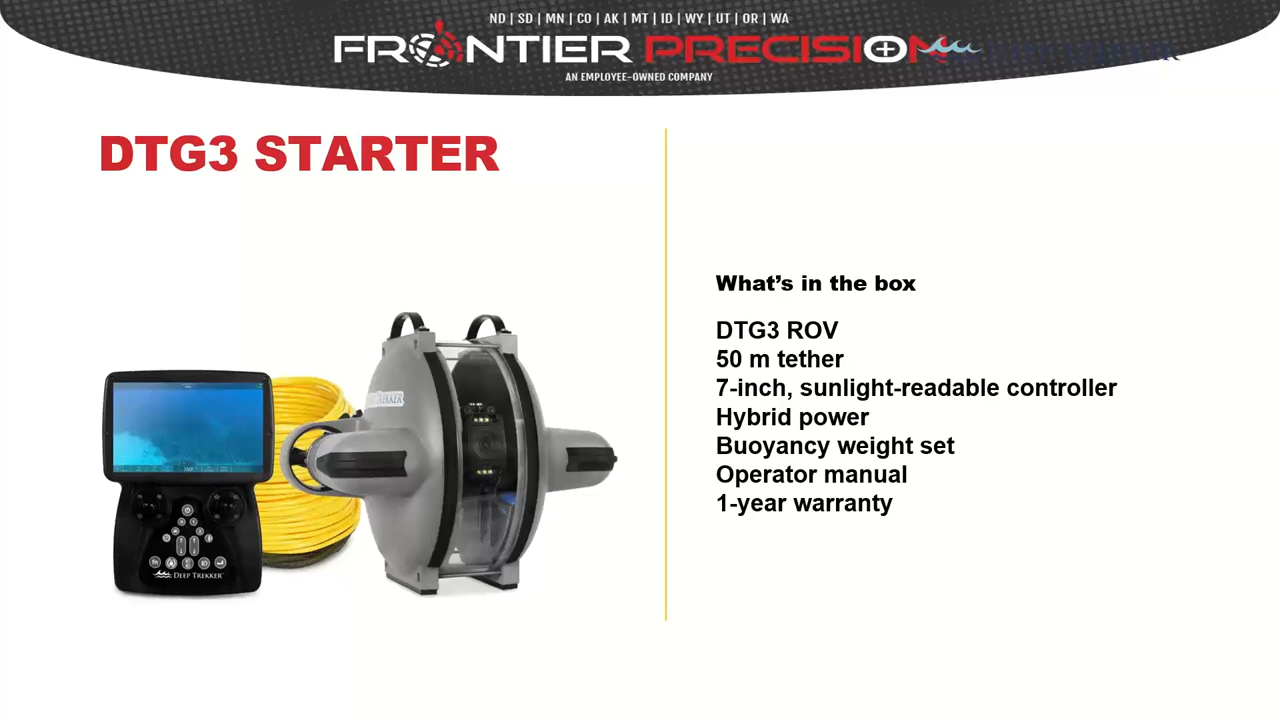 ND | SD | MN | CO | AK | MT | ID | WY | UT | OR | WA
FRONTIER PRECISION
AN EMPLOYEE-OWNED COMPANY
DTG3 STARTER
What's in the box
DTG3 ROV
50 m tether
7-inch, sunlight-readable controller
Hybrid power
Buoyancy weight set
Operator manual
1-year warranty
TREKKER
DEEP TREKKER